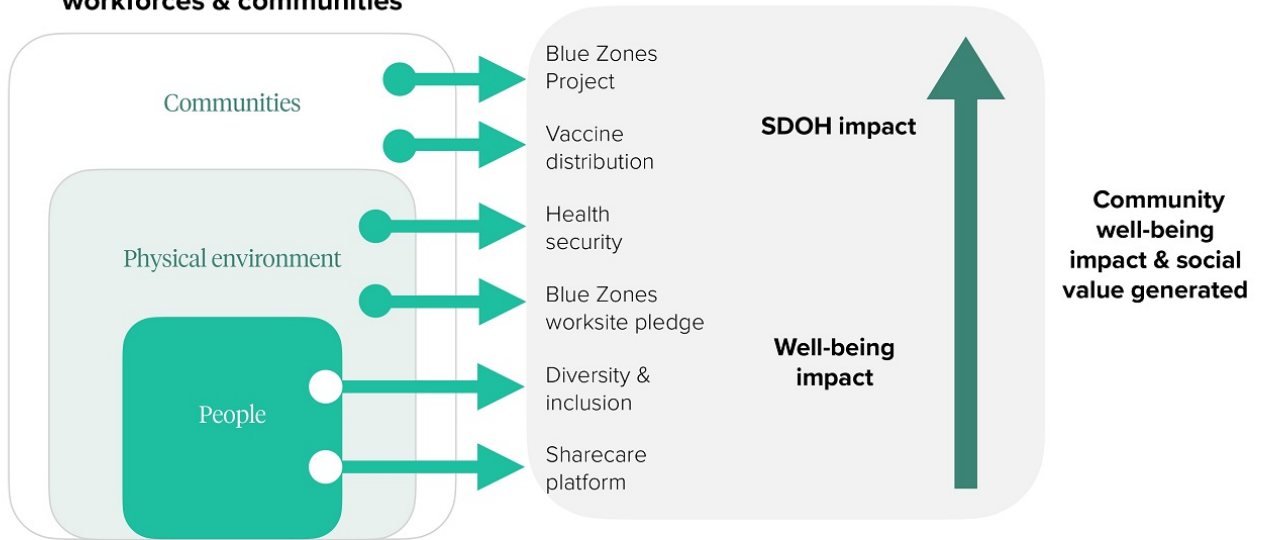 workforces & communities
Communities
Physical environment
People
Blue Zones
Project
Vaccine
distribution
Health
security
Blue Zones
worksite pledge
Diversity &
inclusion
Sharecare
platform
SDOH impact
Well-being
impact
Community
well-being
impact & social
value generated